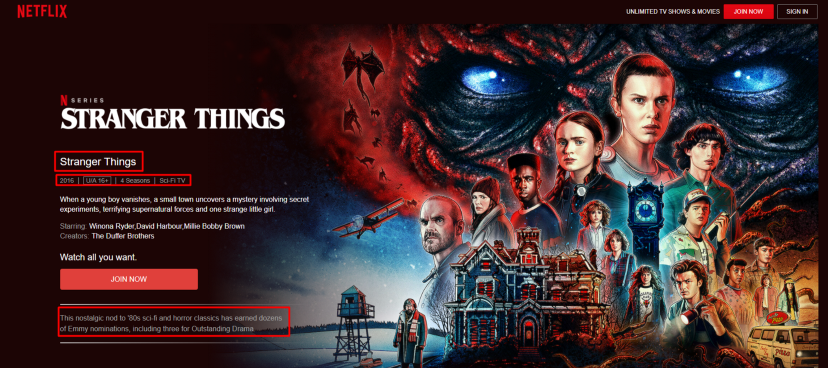 NETFLIX
UNLIMITED TV SHOWS & MOVIES JOIN NOW SIGN IN
N SERIES
STRANGER THINGS
Stranger Things
2016 | U/A 16+ | 4 Seasons | Sci-Fi TV
When a young boy vanishes, a small town uncovers a mystery involving secret
experiments, terrifying supernatural forces and one strange little girl.
Starring: Winona Ryder,David Harbour,Millie Bobby Brown
Creators: The Duffer Brothers
Watch all you want.
JOIN NOW
This nostalgic nod to '80s sci-fi and horror classics has earned dozens
of Emmy nominations, including three for Outstanding Drama